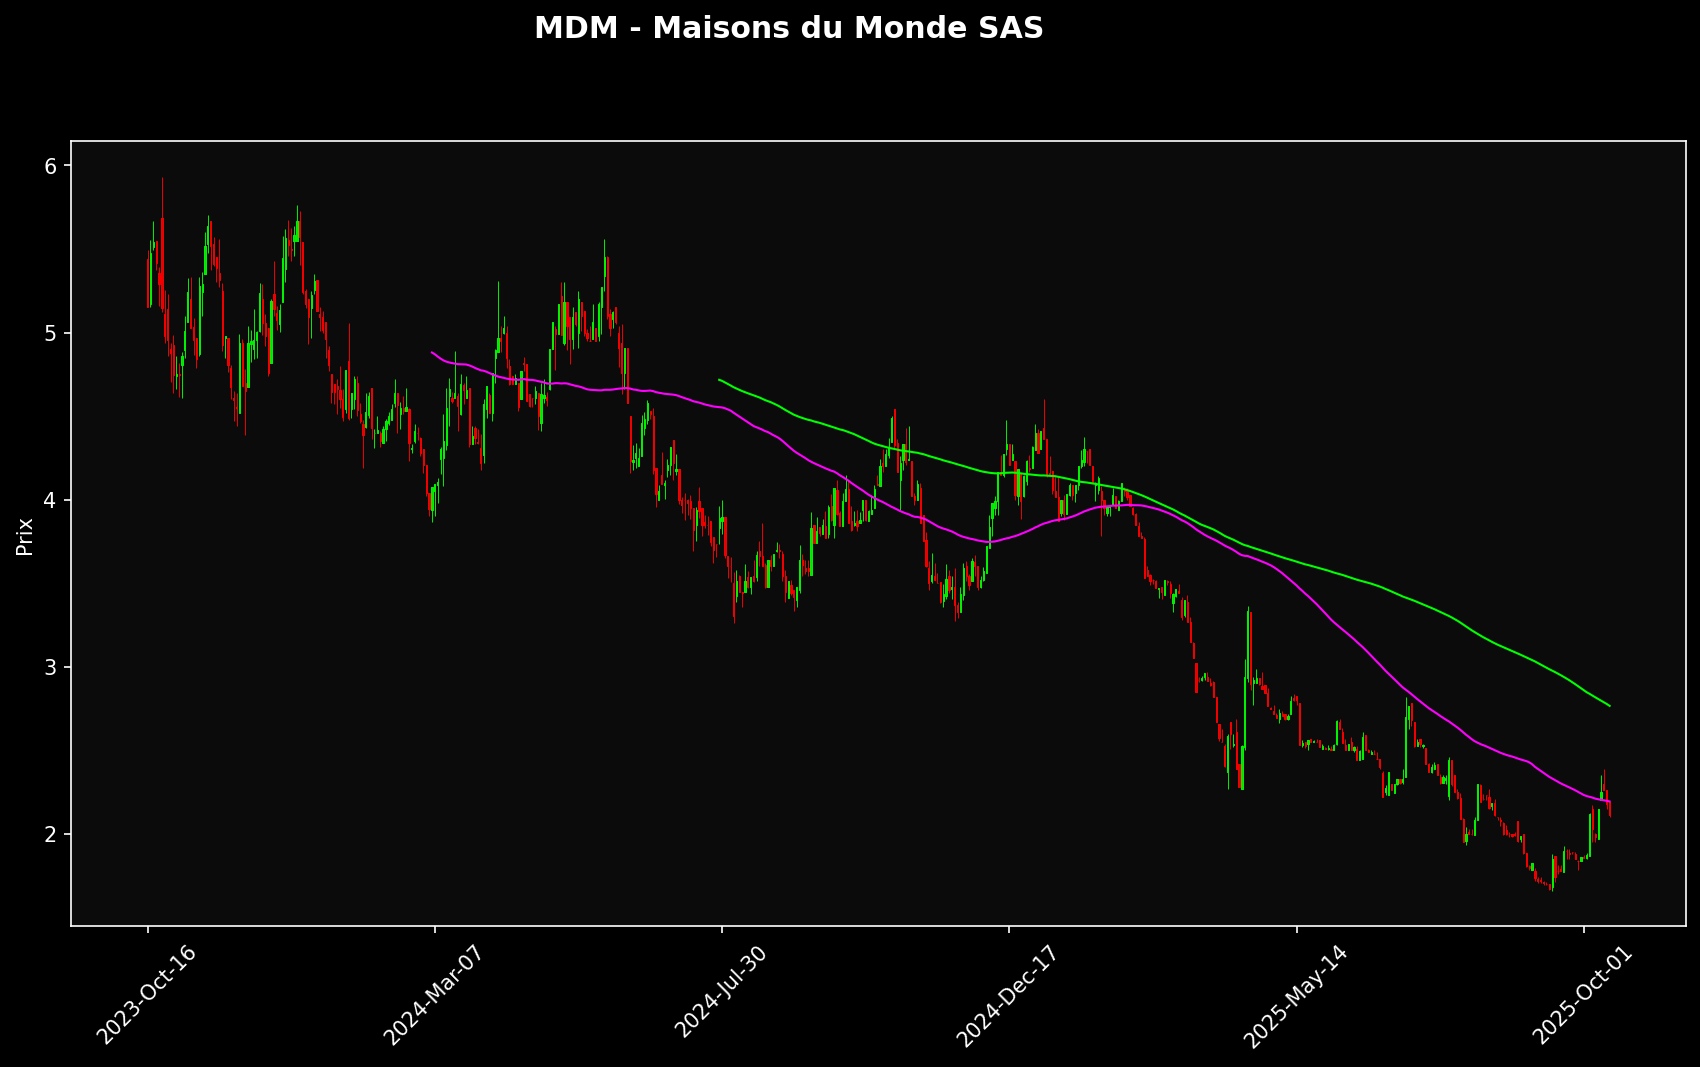 MDM - Maisons du Monde SAS
Prix
6
5
4
3
2
2023-Oct-16
2024-Mar-07
2024-Jul-30
2024-Dec-17
2025-May-14
2025-Oct-01